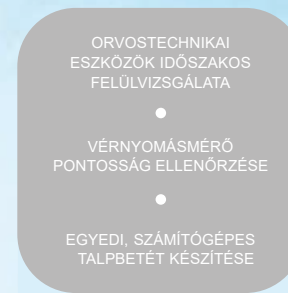 ORVOSTECHNIKAI
ESZKÖZÖK IDŐSZAKOS
FELÜLVIZSGÁLATA
VÉRNYOMÁSMÉRŐ
PONTOSSÁG ELLENŐRZÉSE
EGYEDI, SZÁMÍTÓGÉPES
TALPBETÉT KÉSZÍTÉSE